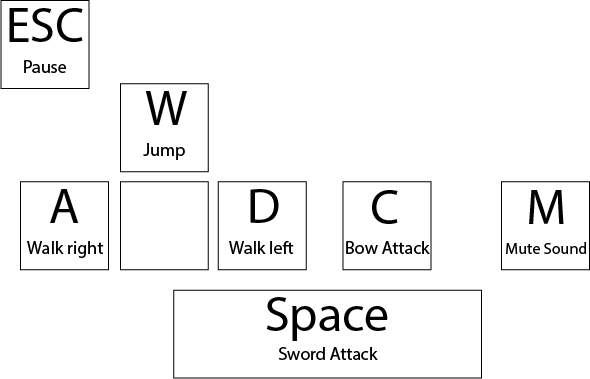 ESC
Pause
W
Jump
A
Walk right
D
Walk left
C
Bow Attack
M
Mute Sound
Space
Sword Attack